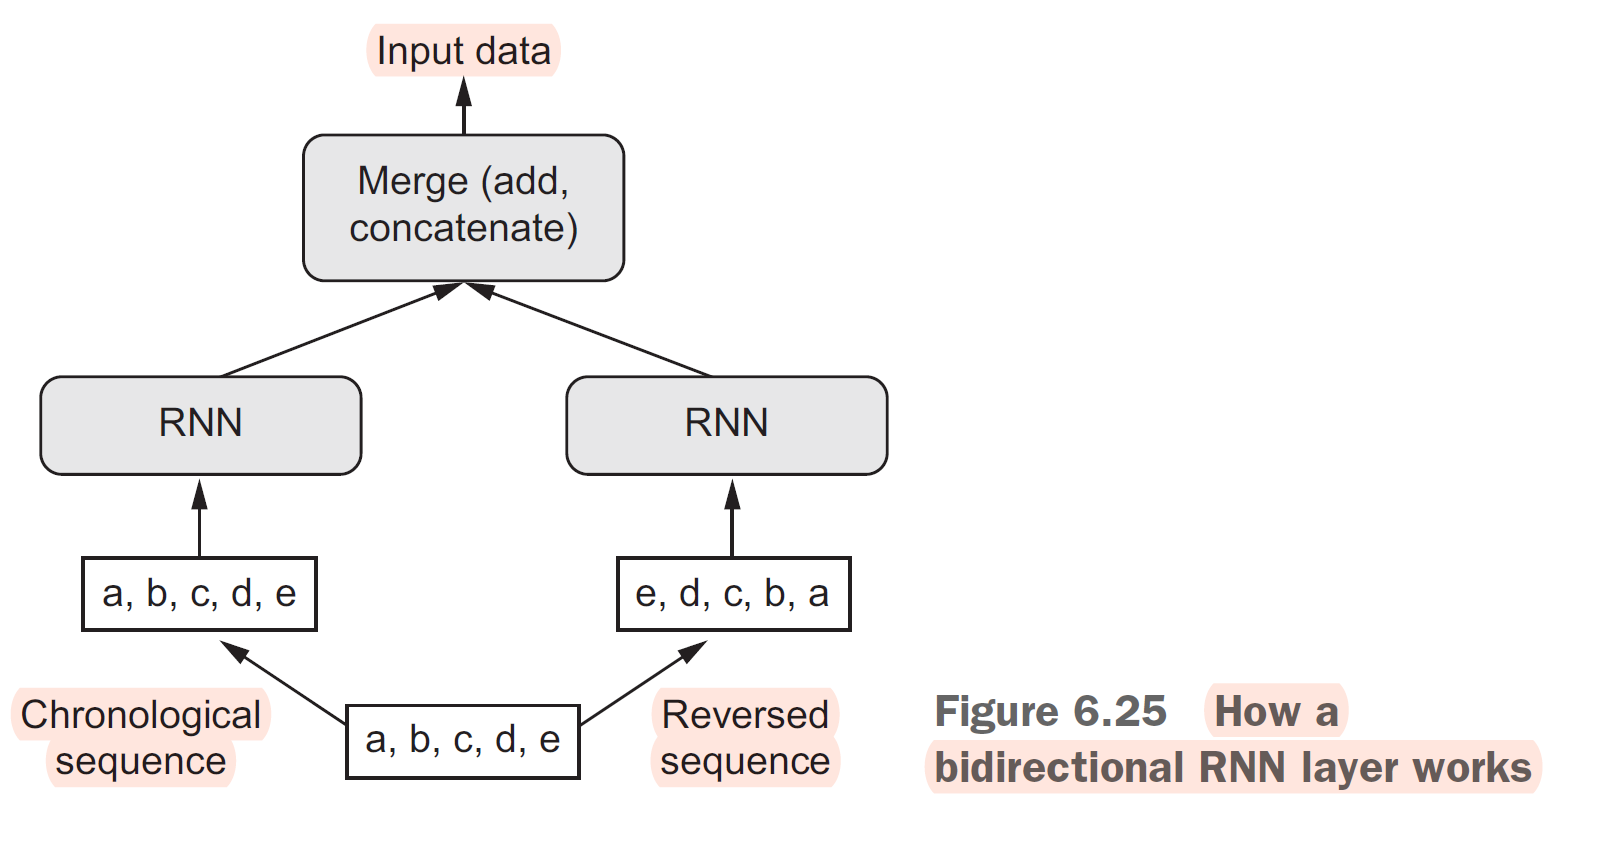 Input data
Merge (add,
concatenate)
RNN
RNN
a, b, c, d, e
e, d, c, b, a
Chronological
sequence
a, b, c, d, e
Reversed
sequence
Figure 6.25 How a
bidirectional RNN layer works